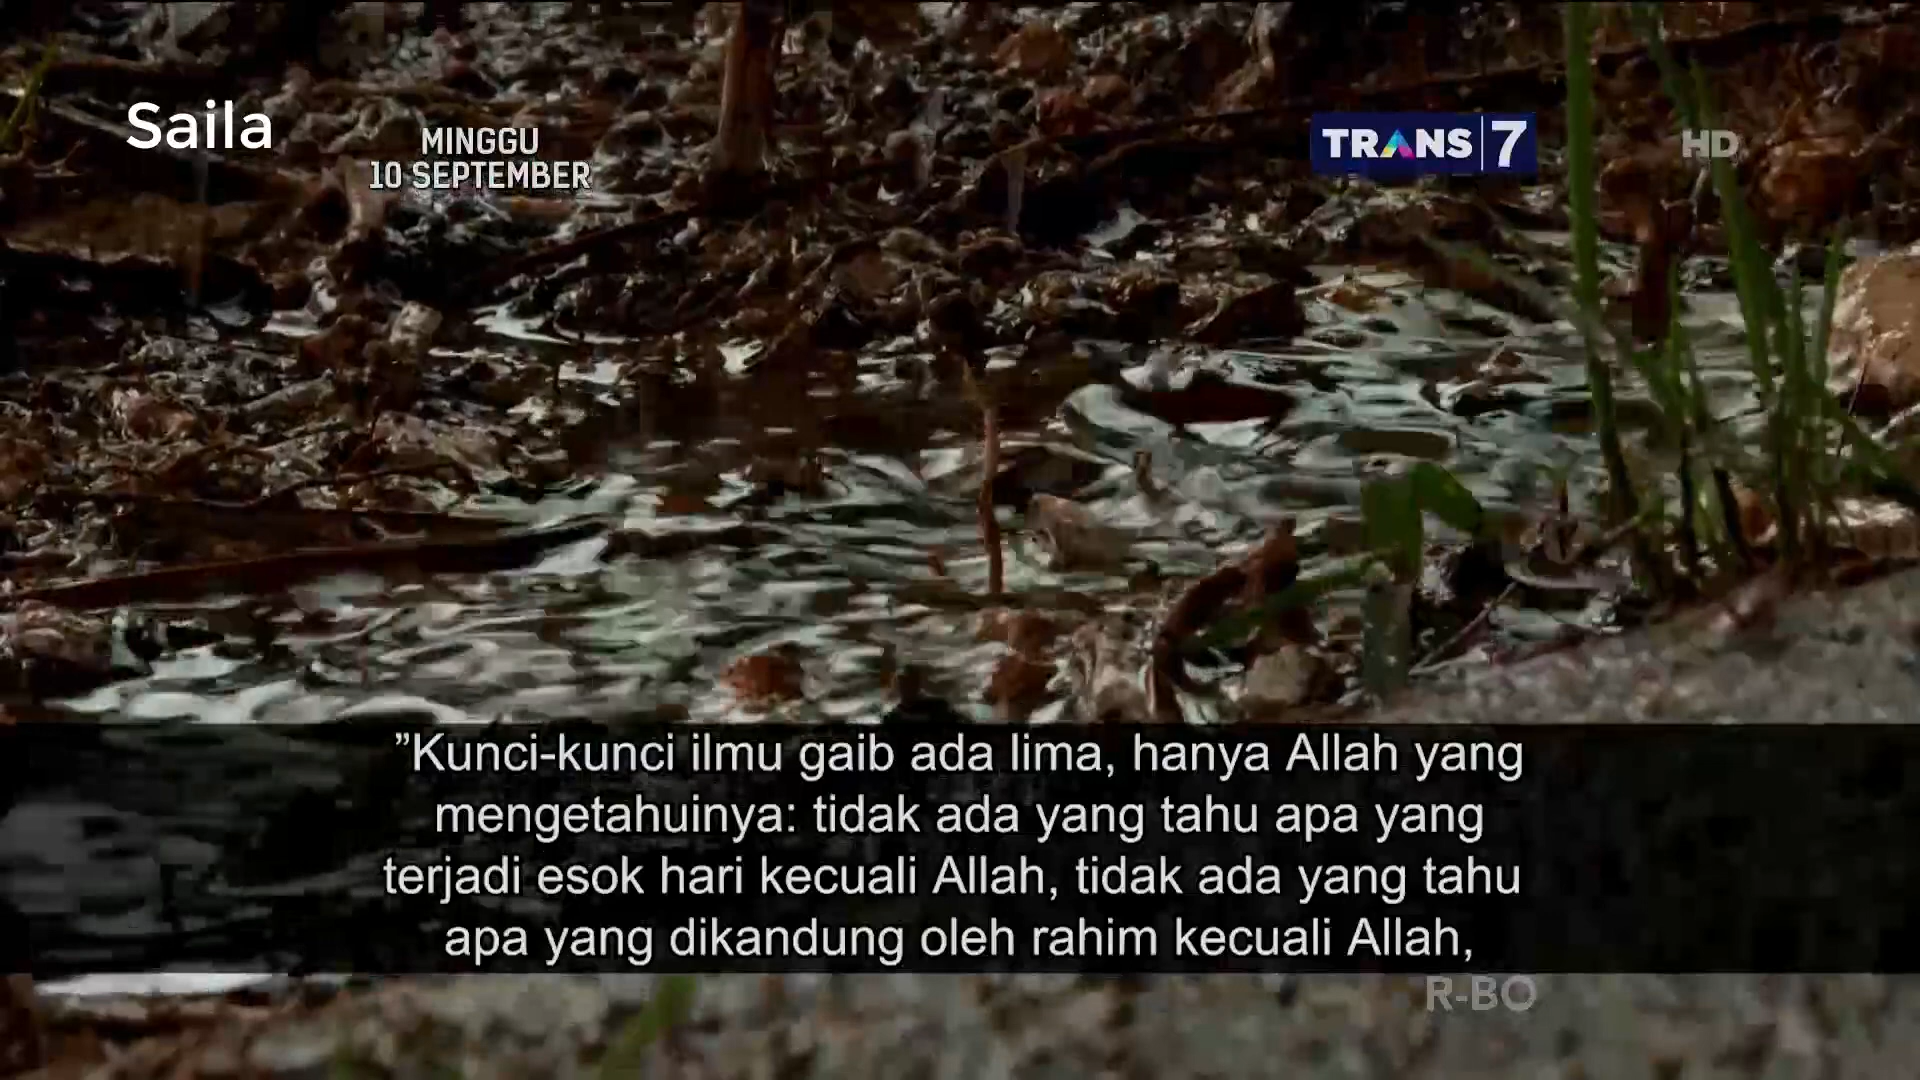 Saila
MINGGU
10 SEPTEMBER
TRANS 7
HD
”Kunci-kunci ilmu gaib ada lima, hanya Allah yang
mengetahuinya: tidak ada yang tahu apa yang
terjadi esok hari kecuali Allah, tidak ada yang tahu
apa yang dikandung oleh rahim kecuali Allah,
R-BO